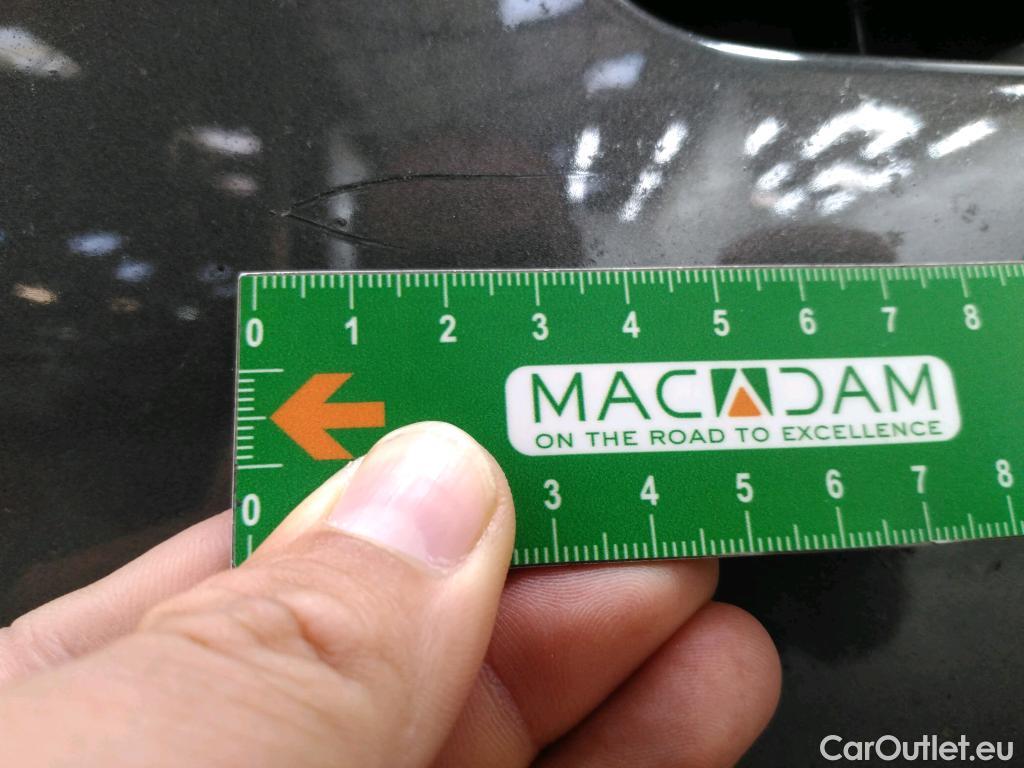 0 1 2 3 4 5 6 7 8
MACADAM
ON THE ROAD TO EXCELLENCE
0 3 4 5 6 7 8
CarOutlet.eu